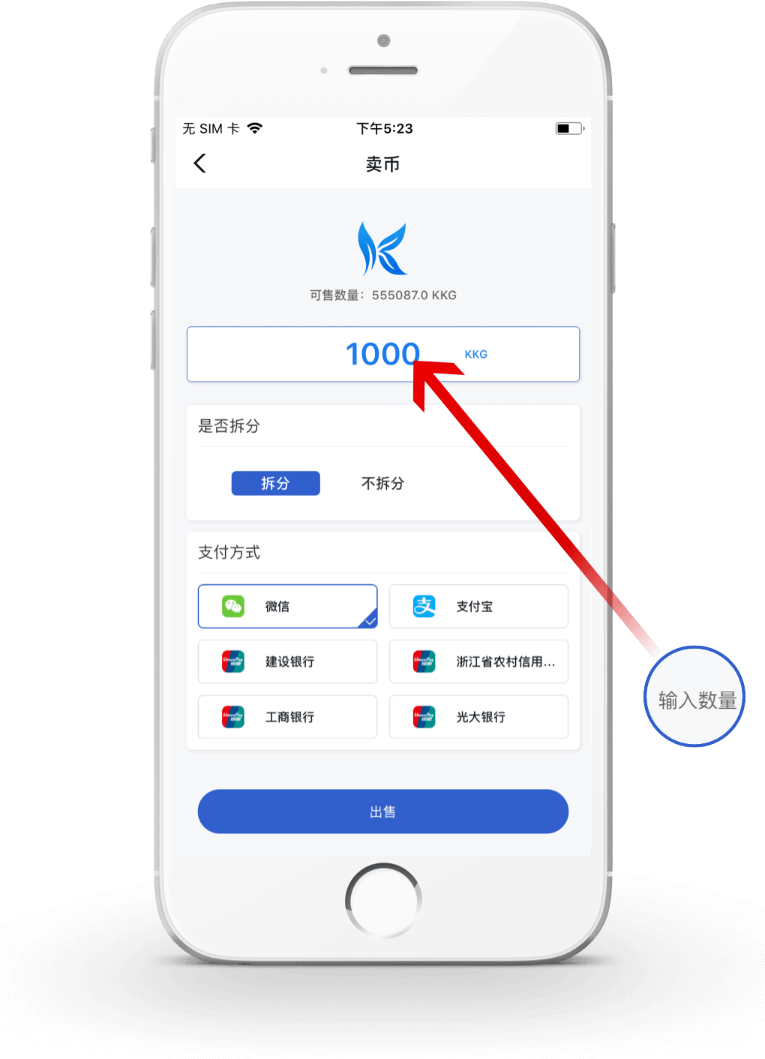 无 SIM 卡 下午5:23
卖币
可售数量：555087.0 KKG
1000 KKG
是否拆分
拆分 不拆分
支付方式
微信 支付宝
建设银行 浙江省农村信用...
工商银行 光大银行
输入数量
出售